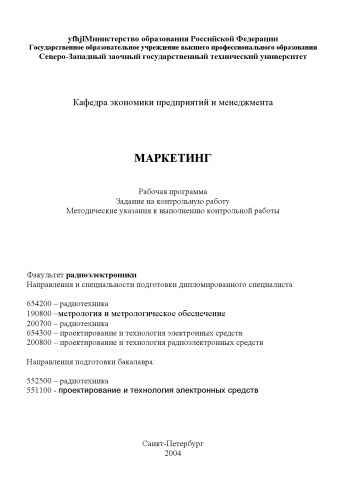 yfhjlМинистерство образования Российской Федерации
Государственное образовательное учреждение высшего профессионального образования
Северо-Западный заочный государственный технический университет
Кафедра экономики предприятий и менеджмента
МАРКЕТИНГ
Рабочая программа
Задание на контрольную работу
Методические указания к выполнению контрольной работы
Факультет радиоэлектроники
Направления и специальности подготовки дипломированного специалиста:
654200 – радиотехника
190800 –метрология и метрологическое обеспечение
200700 – радиотехника
654300 – проектирование и технология электронных средств
200800 – проектирование и технология радиоэлектронных средств
Направления подготовки бакалавра:
552500 – радиотехника
551100 - проектирование и технология электронных средств
Санкт-Петербург
2004